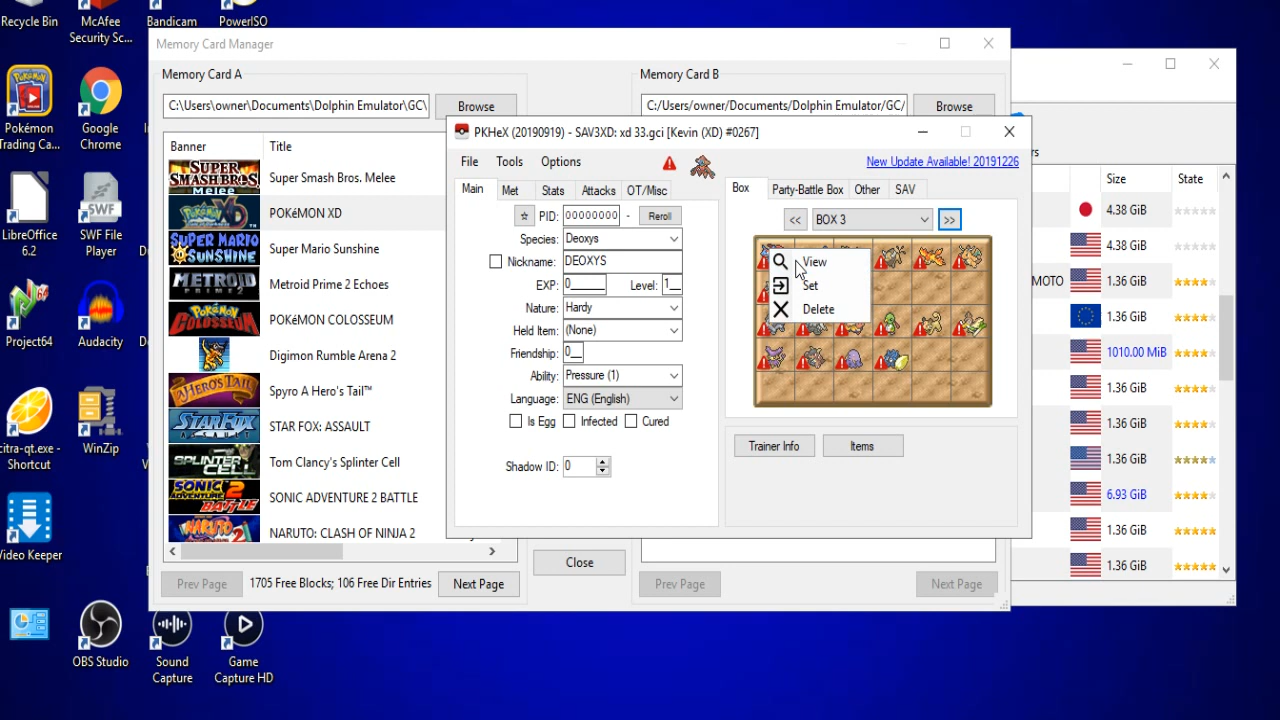 Recycle Bin
McAfee
Security Sc...
Bandicam
PowerISO
Pokémon
Trading Ca...
Google
Chrome
LibreOffice
6.2
SWF
SWF File
Player
Project64
Audacity
citra-qt.exe -
Shortcut
WinZip
Video Keeper
OBS Studio
Sound
Capture
Game
Capture HD
Memory Card Manager
Memory Card A
C:\Users\owner\Documents\Dolphin Emulator\GC\
Browse
Banner
Title
Super Smash Bros. Melee
POKéMON XD
Super Mario Sunshine
Metroid Prime 2 Echoes
POKéMON COLOSSEUM
Digimon Rumble Arena 2
Spyro A Hero's Tail™
STAR FOX: ASSAULT
Tom Clancy's Splinter Cell
SONIC ADVENTURE 2 BATTLE
NARUTO: CLASH OF NINJA 2
Prev Page
1705 Free Blocks; 106 Free Dir Entries
Next Page
Close
Memory Card B
C:/Users/owner/Documents/Dolphin Emulator/GC/
Browse
Prev Page
Next Page
PKHeX (20190919) - SAV3XD: xd 33.gci [Kevin (XD) #0267]
File Tools Options
New Update Available! 20191226
Main Met Stats Attacks OT/Misc
PID: 00000000 - Reroll
Species: Deoxys
Nickname: DEOXYS
EXP: 0 Level: 1
Nature: Hardy
Held Item: (None)
Friendship: 0
Ability: Pressure (1)
Language: ENG (English)
Is Egg Infected Cured
Shadow ID: 0
Box Party-Battle Box Other SAV
<< BOX 3 >>
View
Set
Delete
Trainer Info
Items
Size
State
4.38 GiB
4.38 GiB
MOTO 1.36 GiB
1.36 GiB
1010.00 MiB
1.36 GiB
1.36 GiB
1.36 GiB
6.93 GiB
1.36 GiB
1.36 GiB